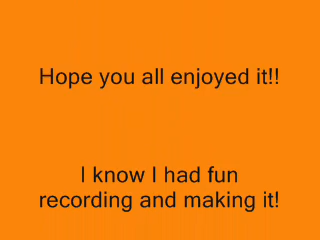 Hope you all enjoyed it!!
I know I had fun
recording and making it!